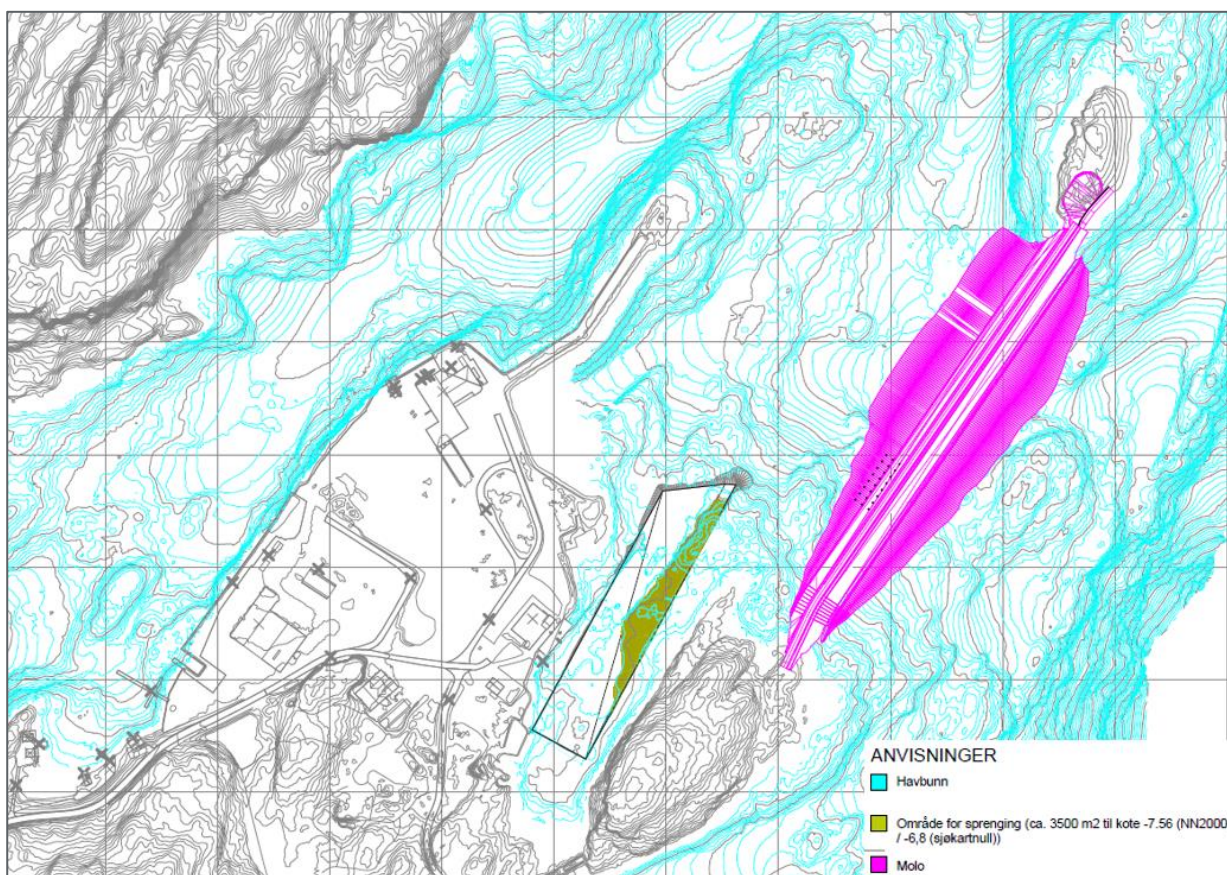 ANVISNINGER
Havbunn
Område for sprenging (ca. 3500 m2 til kote -7.56 (NN2000
/ -6,8 (sjøkartnull))
Molo